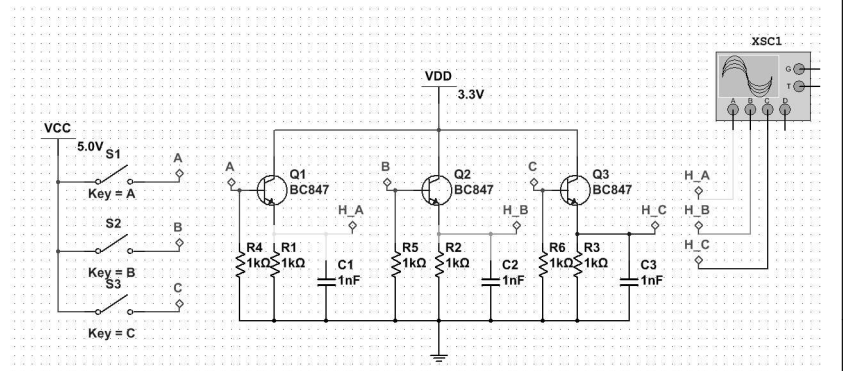 XSC1
G
T
A B C D
VDD
3.3V
VCC
5.0V
S1
A
Key = A
S2
B
Key = B
S3
C
Key = C
A
Q1
BC847
H_A
R4
1kΩ
R1
1kΩ
C1
1nF
B
Q2
BC847
H_B
R5
1kΩ
R2
1kΩ
C2
1nF
C
Q3
BC847
H_C
R6
1kΩ
R3
1kΩ
C3
1nF
H_A
H_B
H_C